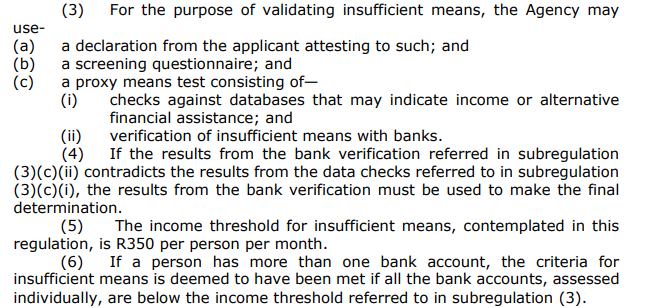 (3) For the purpose of validating insufficient means, the Agency may
use-
(a) a declaration from the applicant attesting to such; and
(b) a screening questionnaire; and
(c) a proxy means test consisting of—
(i) checks against databases that may indicate income or alternative
financial assistance; and
(ii) verification of insufficient means with banks.
(4) If the results from the bank verification referred in subregulation
(3)(c)(ii) contradicts the results from the data checks referred to in subregulation
(3)(c)(i), the results from the bank verification must be used to make the final
determination.
(5) The income threshold for insufficient means, contemplated in this
regulation, is R350 per person per month.
(6) If a person has more than one bank account, the criteria for
insufficient means is deemed to have been met if all the bank accounts, assessed
individually, are below the income threshold referred to in subregulation (3).